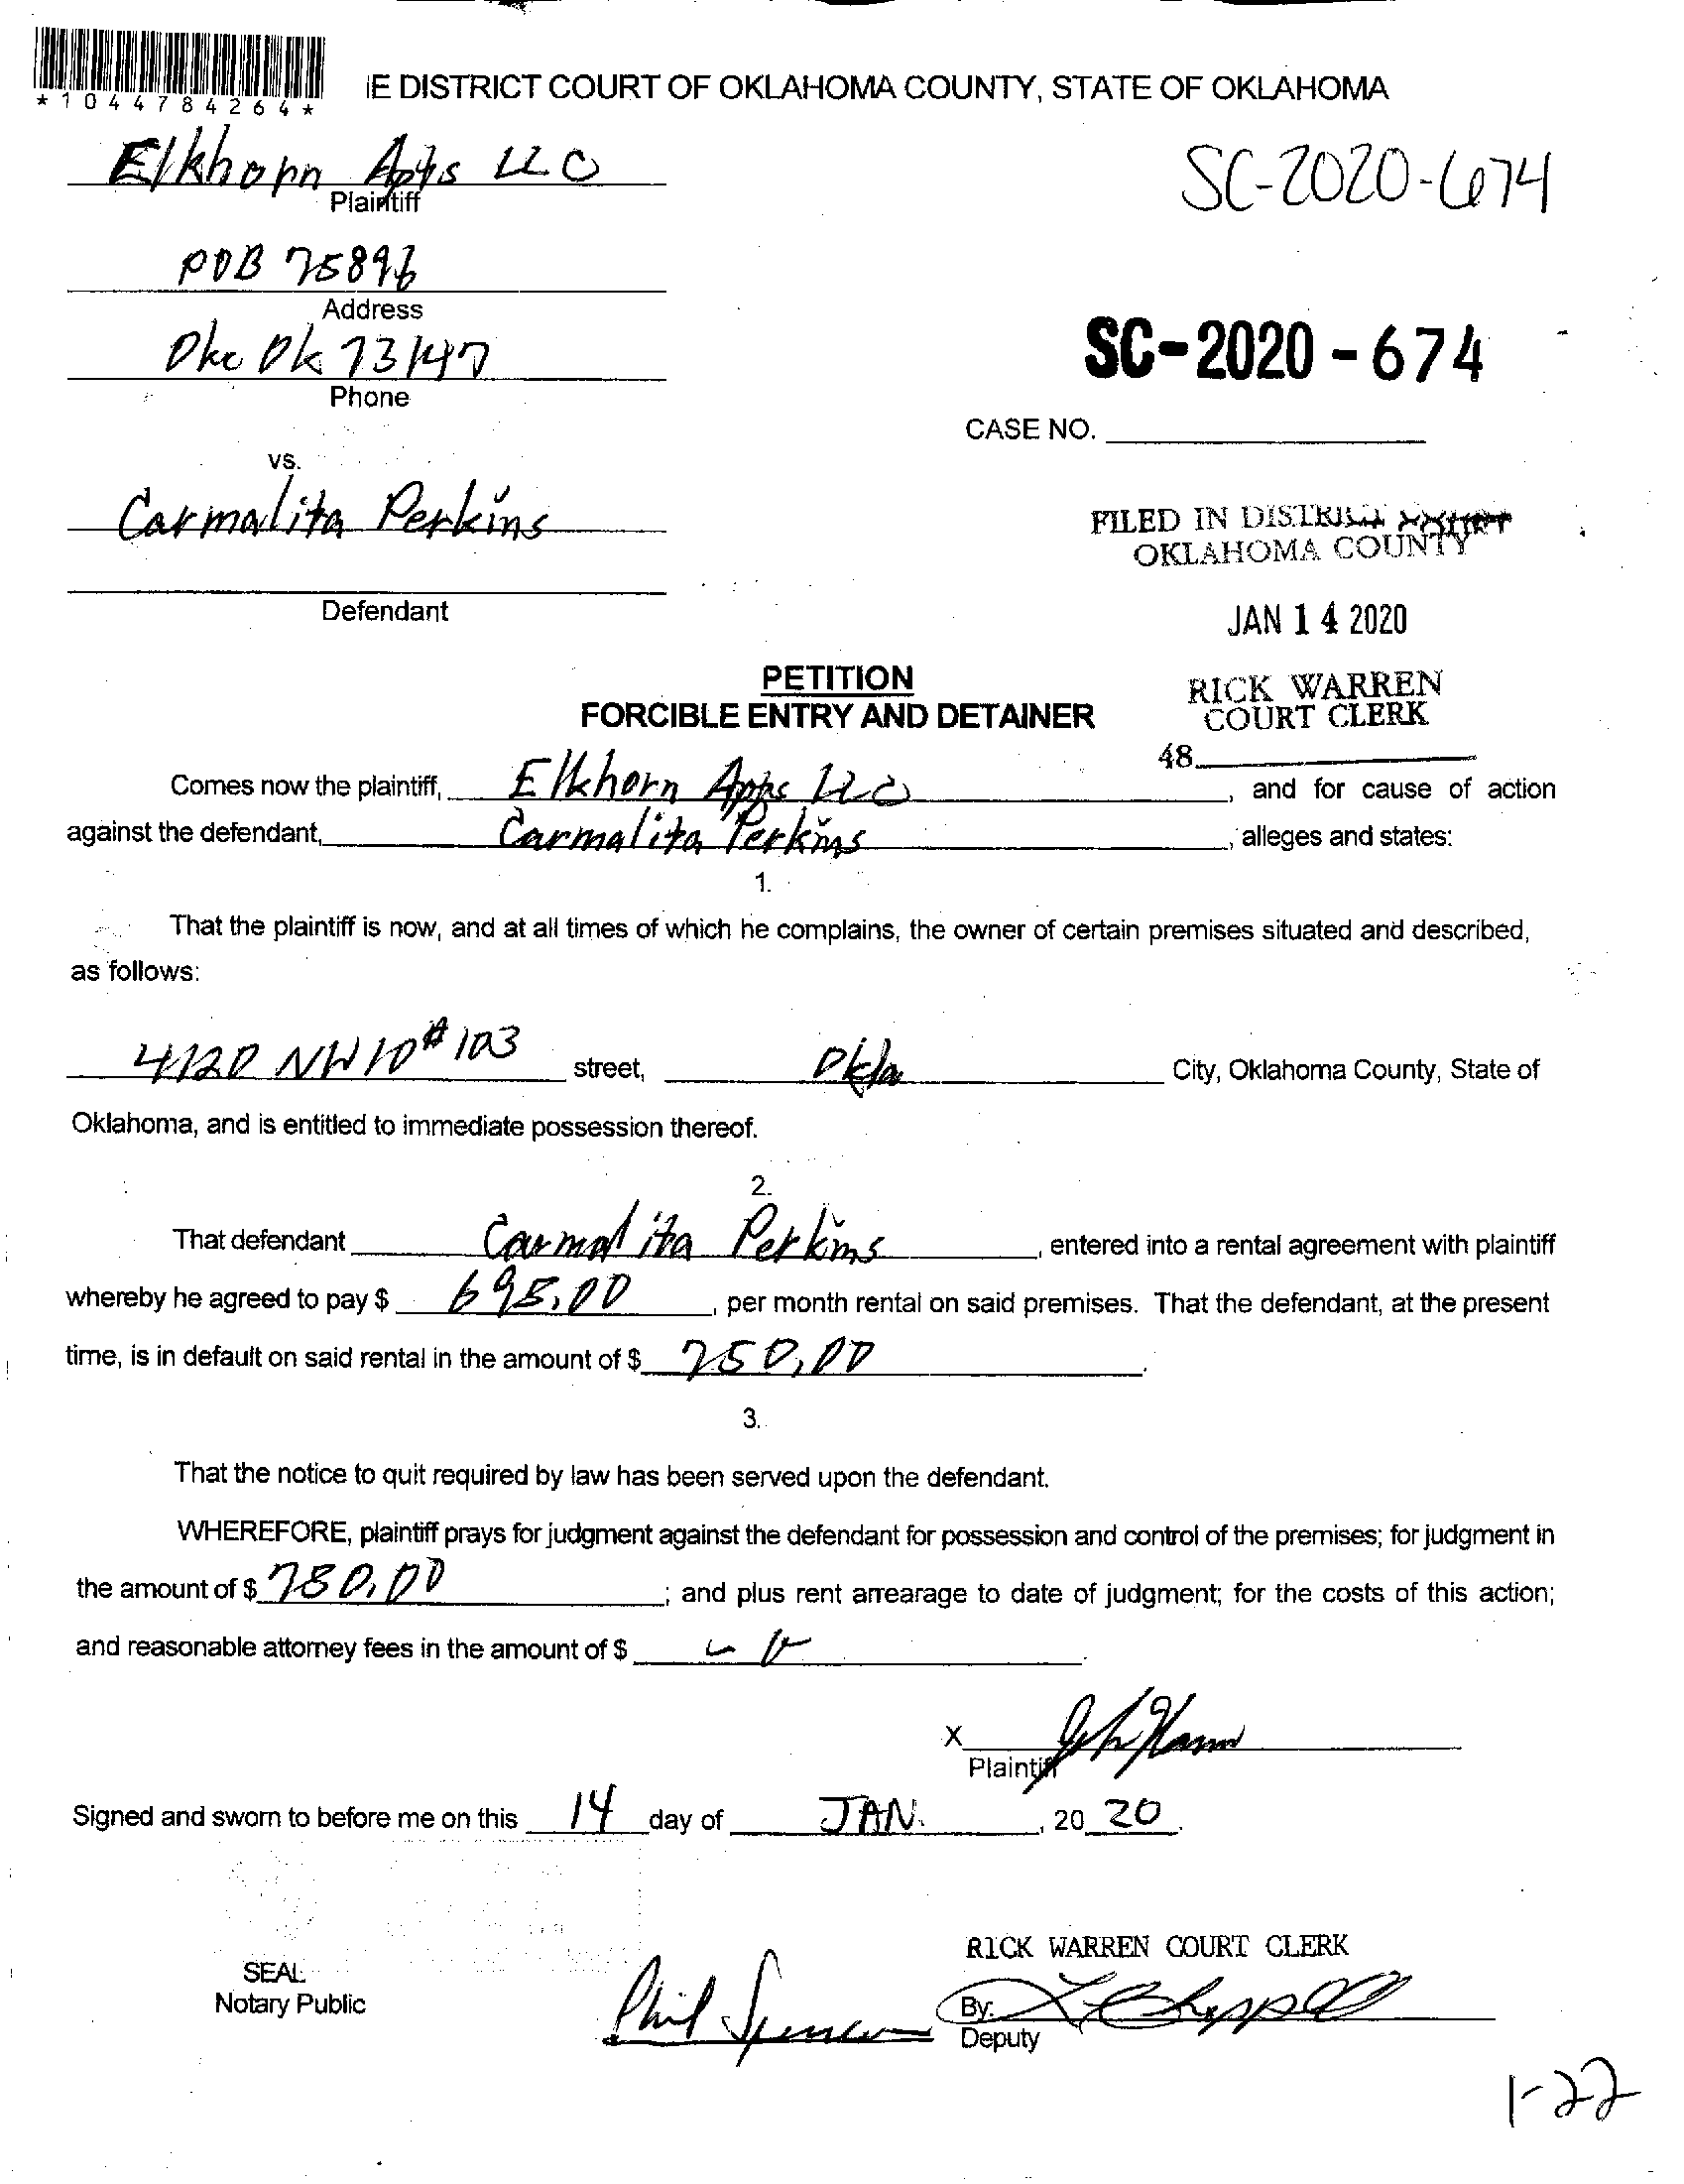 *1044784264*
IE DISTRICT COURT OF OKLAHOMA COUNTY, STATE OF OKLAHOMA
Elkhorn Apts LLC
Plaintiff
SC-2020-674
POB 75896
Address
SC-2020-674
Okc Ok 73147
Phone
CASE NO.
vs.
Carmalita Perkins
FILED IN DISTRICT COURT
OKLAHOMA COUNTY
Defendant
JAN 14 2020
PETITION
FORCIBLE ENTRY AND DETAINER
RICK WARREN
COURT CLERK
48
Comes now the plaintiff, Elkhorn Apts LLC, and for cause of action
against the defendant, Carmalita Perkins, alleges and states:
1.
That the plaintiff is now, and at all times of which he complains, the owner of certain premises situated and described,
as follows:
4120 NW 10 # 103 street, Okla City, Oklahoma County, State of
Oklahoma, and is entitled to immediate possession thereof.
2.
That defendant Carmalita Perkins, entered into a rental agreement with plaintiff
whereby he agreed to pay $ 695.00, per month rental on said premises. That the defendant, at the present
time, is in default on said rental in the amount of $ 750.00.
3.
That the notice to quit required by law has been served upon the defendant.
WHEREFORE, plaintiff prays for judgment against the defendant for possession and control of the premises; for judgment in
the amount of $ 780.00; and plus rent arrearage to date of judgment; for the costs of this action;
and reasonable attorney fees in the amount of $
X
Plaintiff
Signed and sworn to before me on this 14 day of JAN., 20 20.
RICK WARREN COURT CLERK
SEAL
Notary Public
Phil Spencer
By:
Deputy
1-22